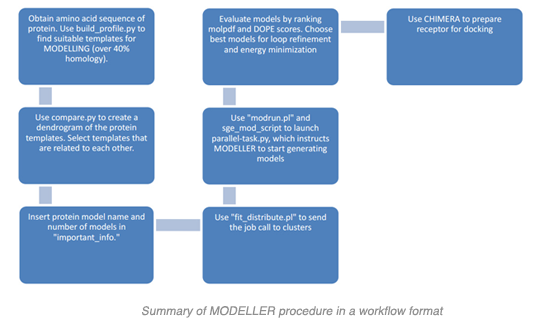 Obtain amino acid sequence of
protein. Use build_profile.py to
find suitable templates for
MODELLING (over 40%
homology).
Use compare.py to create a
dendrogram of the protein
templates. Select templates that
are related to each other.
Insert protein model name and
number of models in
"important_info."
Use "fit_distribute.pl" to send
the job call to clusters
Use "modrun.pl" and
sge_mod_script to launch
parallel-task.py, which instructs
MODELLER to start generating
models
Evaluate models by ranking
molpdf and DOPE scores. Choose
best models for loop refinement
and energy minimization
Use CHIMERA to prepare
receptor for docking
Summary of MODELLER procedure in a workflow format